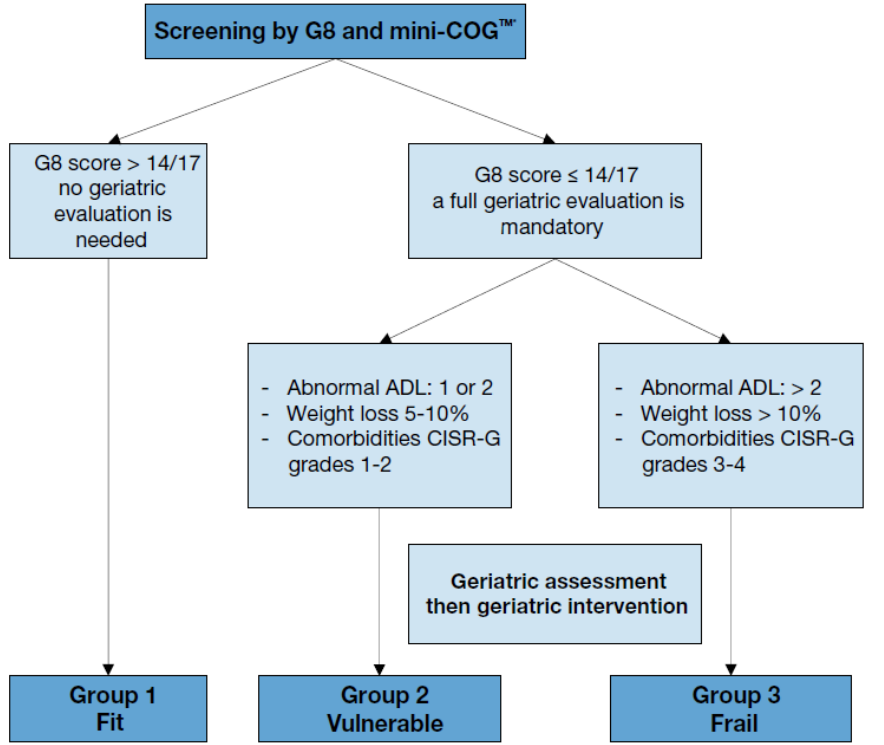 Screening by G8 and mini-COG™*
G8 score > 14/17
no geriatric
evaluation is
needed
G8 score ≤ 14/17
a full geriatric evaluation is
mandatory
- Abnormal ADL: 1 or 2
- Weight loss 5-10%
- Comorbidities CISR-G
grades 1-2
- Abnormal ADL: > 2
- Weight loss > 10%
- Comorbidities CISR-G
grades 3-4
Geriatric assessment
then geriatric intervention
Group 1
Fit
Group 2
Vulnerable
Group 3
Frail